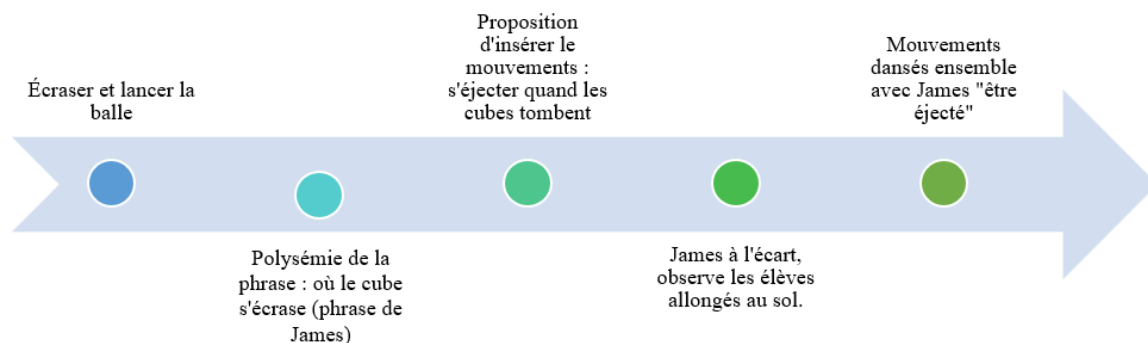 Écraser et lancer la
balle
Polysémie de la
phrase : où le cube
s'écrase (phrase de
James)
Proposition
d'insérer le
mouvements :
s'éjecter quand les
cubes tombent
James à l'écart,
observe les élèves
allongés au sol.
Mouvements
dansés ensemble
avec James "être
éjecté"